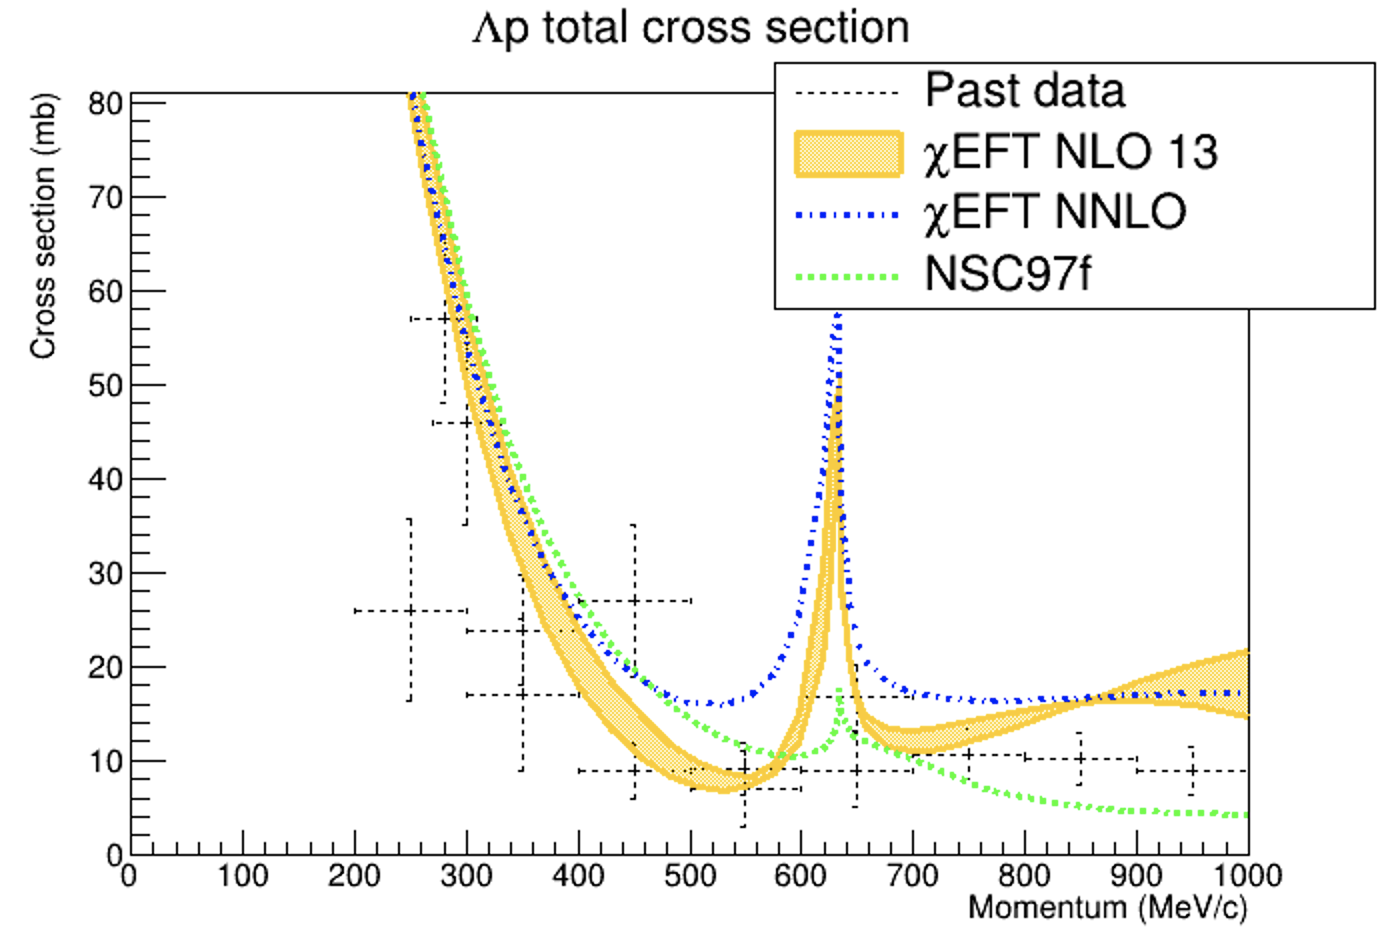 Λp total cross section
Past data
χEFT NLO 13
χEFT NNLO
NSC97f
Cross section (mb)
80
70
60
50
40
30
20
10
0
0 100 200 300 400 500 600 700 800 900 1000
Momentum (MeV/c)